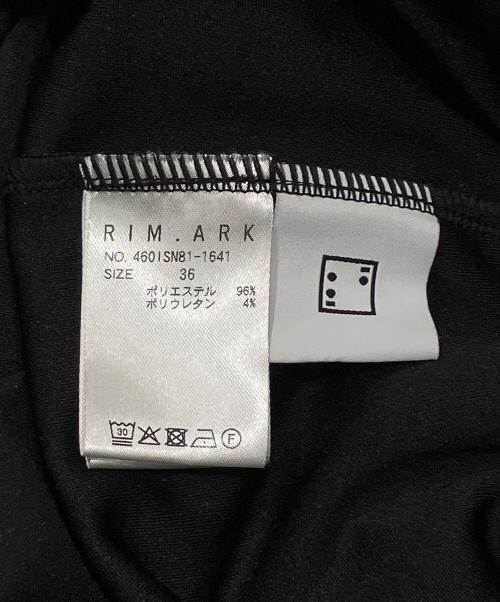 RIM.ARK
NO. 460ISN81-1641
SIZE 36
ポリエステル 96%
ポリウレタン 4%
30 F